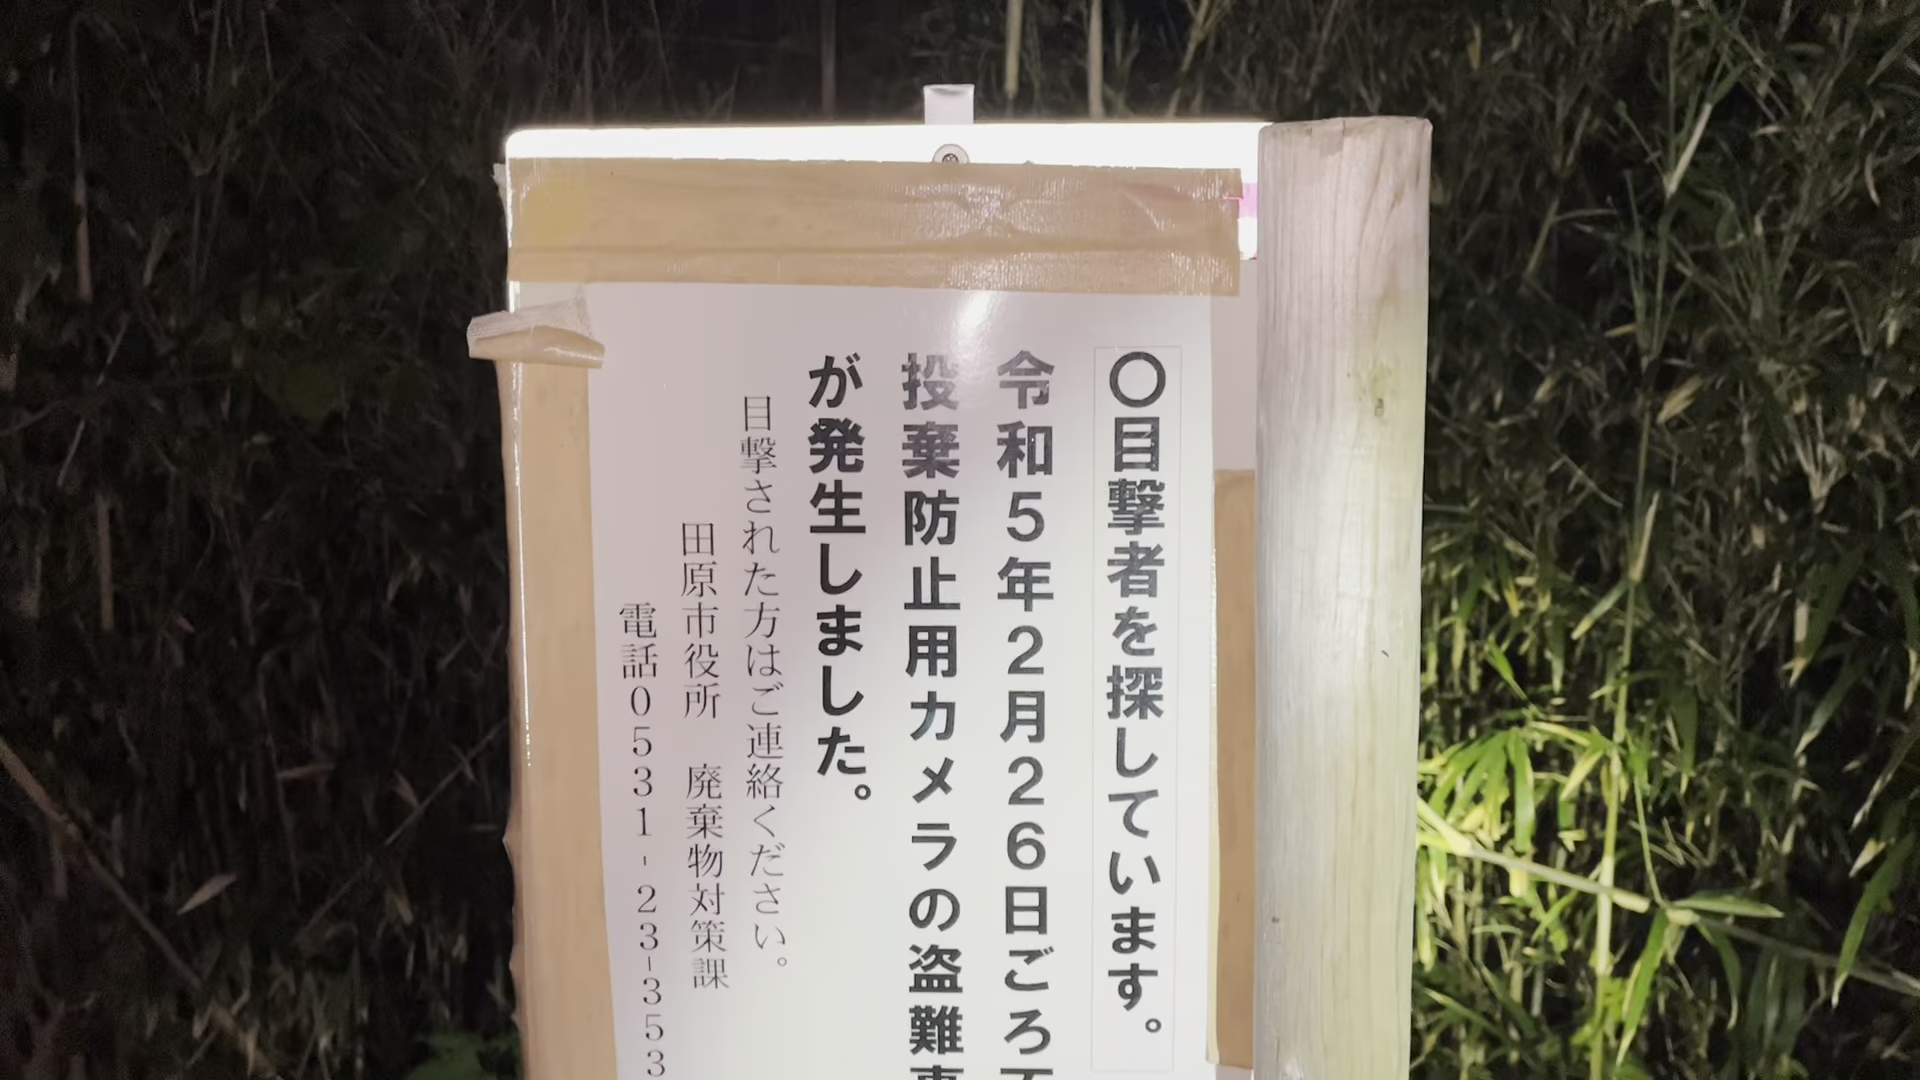 〇目撃者を探しています。
令和5年2月26日ごろ
投棄防止用カメラの盗難
が発生しました。
目撃された方はご連絡ください。
田原市役所 廃棄物対策課
電話0531-23-353